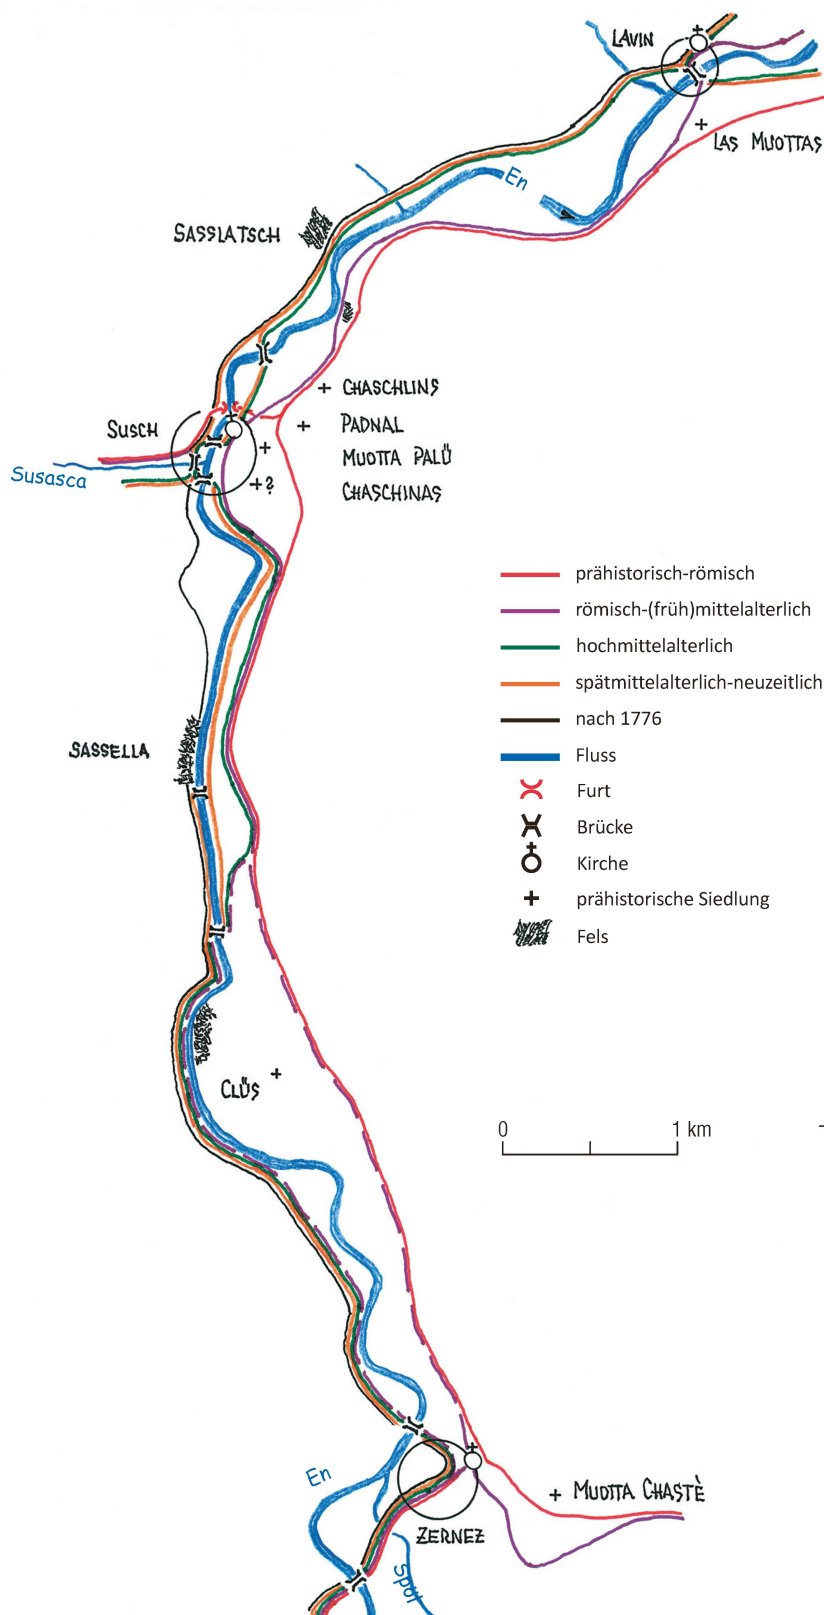 LAVIN
LAS MUOTTAS
En
SASSLATSCH
CHASCHLINS
SUSCH
PADNAL
MUOTTA PALÜ
Susasca
?
CHASCHINAS
prähistorisch-römisch
römisch-(früh)mittelalterlich
hochmittelalterlich
spätmittelalterlich-neuzeitlich
nach 1776
SASSELLA
Fluss
Furt
Brücke
Kirche
prähistorische Siedlung
Fels
CLÜS
0 1 km
En
MUOTTA CHASTÈ
ZERNEZ
Spöl